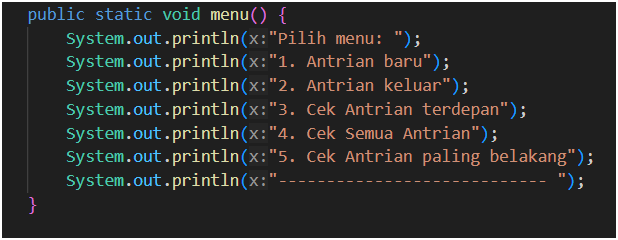 public static void menu() {
System.out.println(x:"Pilih menu: ");
System.out.println(x:"1. Antrian baru");
System.out.println(x:"2. Antrian keluar");
System.out.println(x:"3. Cek Antrian terdepan");
System.out.println(x:"4. Cek Semua Antrian");
System.out.println(x:"5. Cek Antrian paling belakang");
System.out.println(x:"---------------------------- ");
}